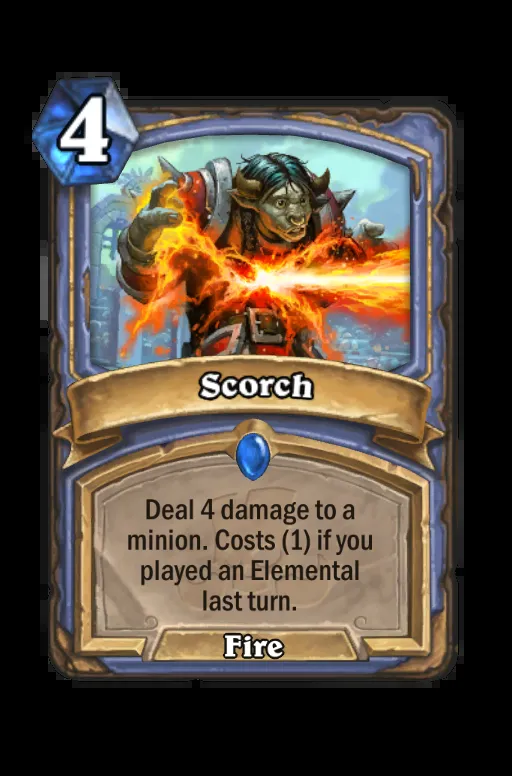 4
Scorch
Deal 4 damage to a
minion. Costs (1) if you
played an Elemental
last turn.
Fire